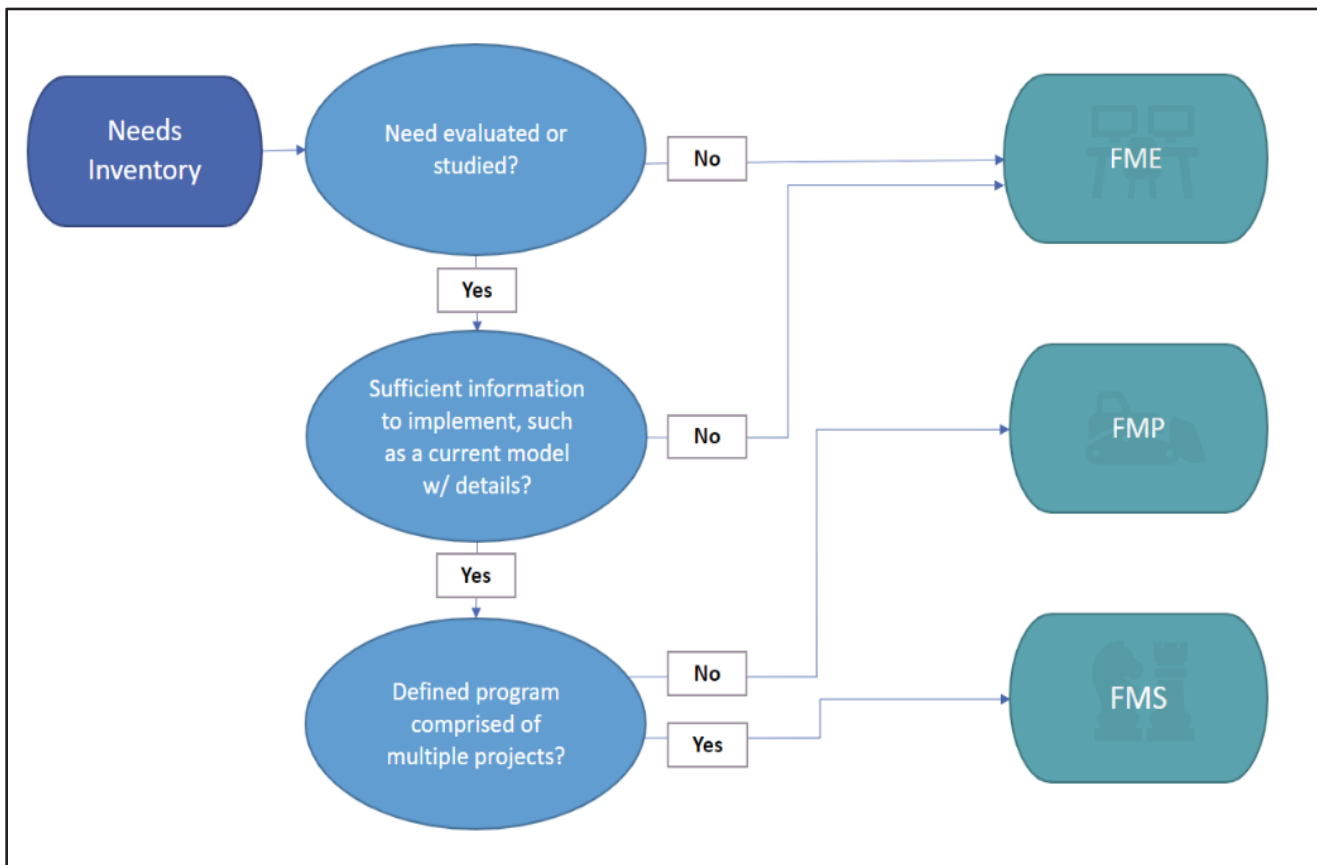 Needs
Inventory
Need evaluated or
studied?
No
FME
Yes
Sufficient information
to implement, such
as a current model
w/ details?
No
FMP
Yes
Defined program
comprised of
multiple projects?
No
Yes
FMS